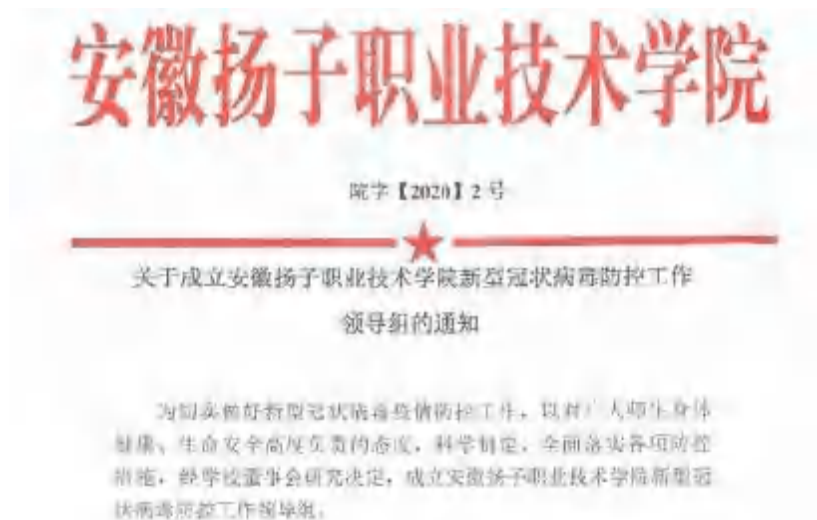 安徽扬子职业技术学院
院字【2020】2号
关于成立安徽扬子职业技术学院新型冠状病毒防控工作
领导组的通知
为切实做好新型冠状病毒疫情防控工作，以对广大师生身体
健康、生命安全高度负责的态度，科学制定、全面落实各项防控
措施，经学校董事会研究决定，成立安徽扬子职业技术学院新型冠
状病毒防控工作领导组。